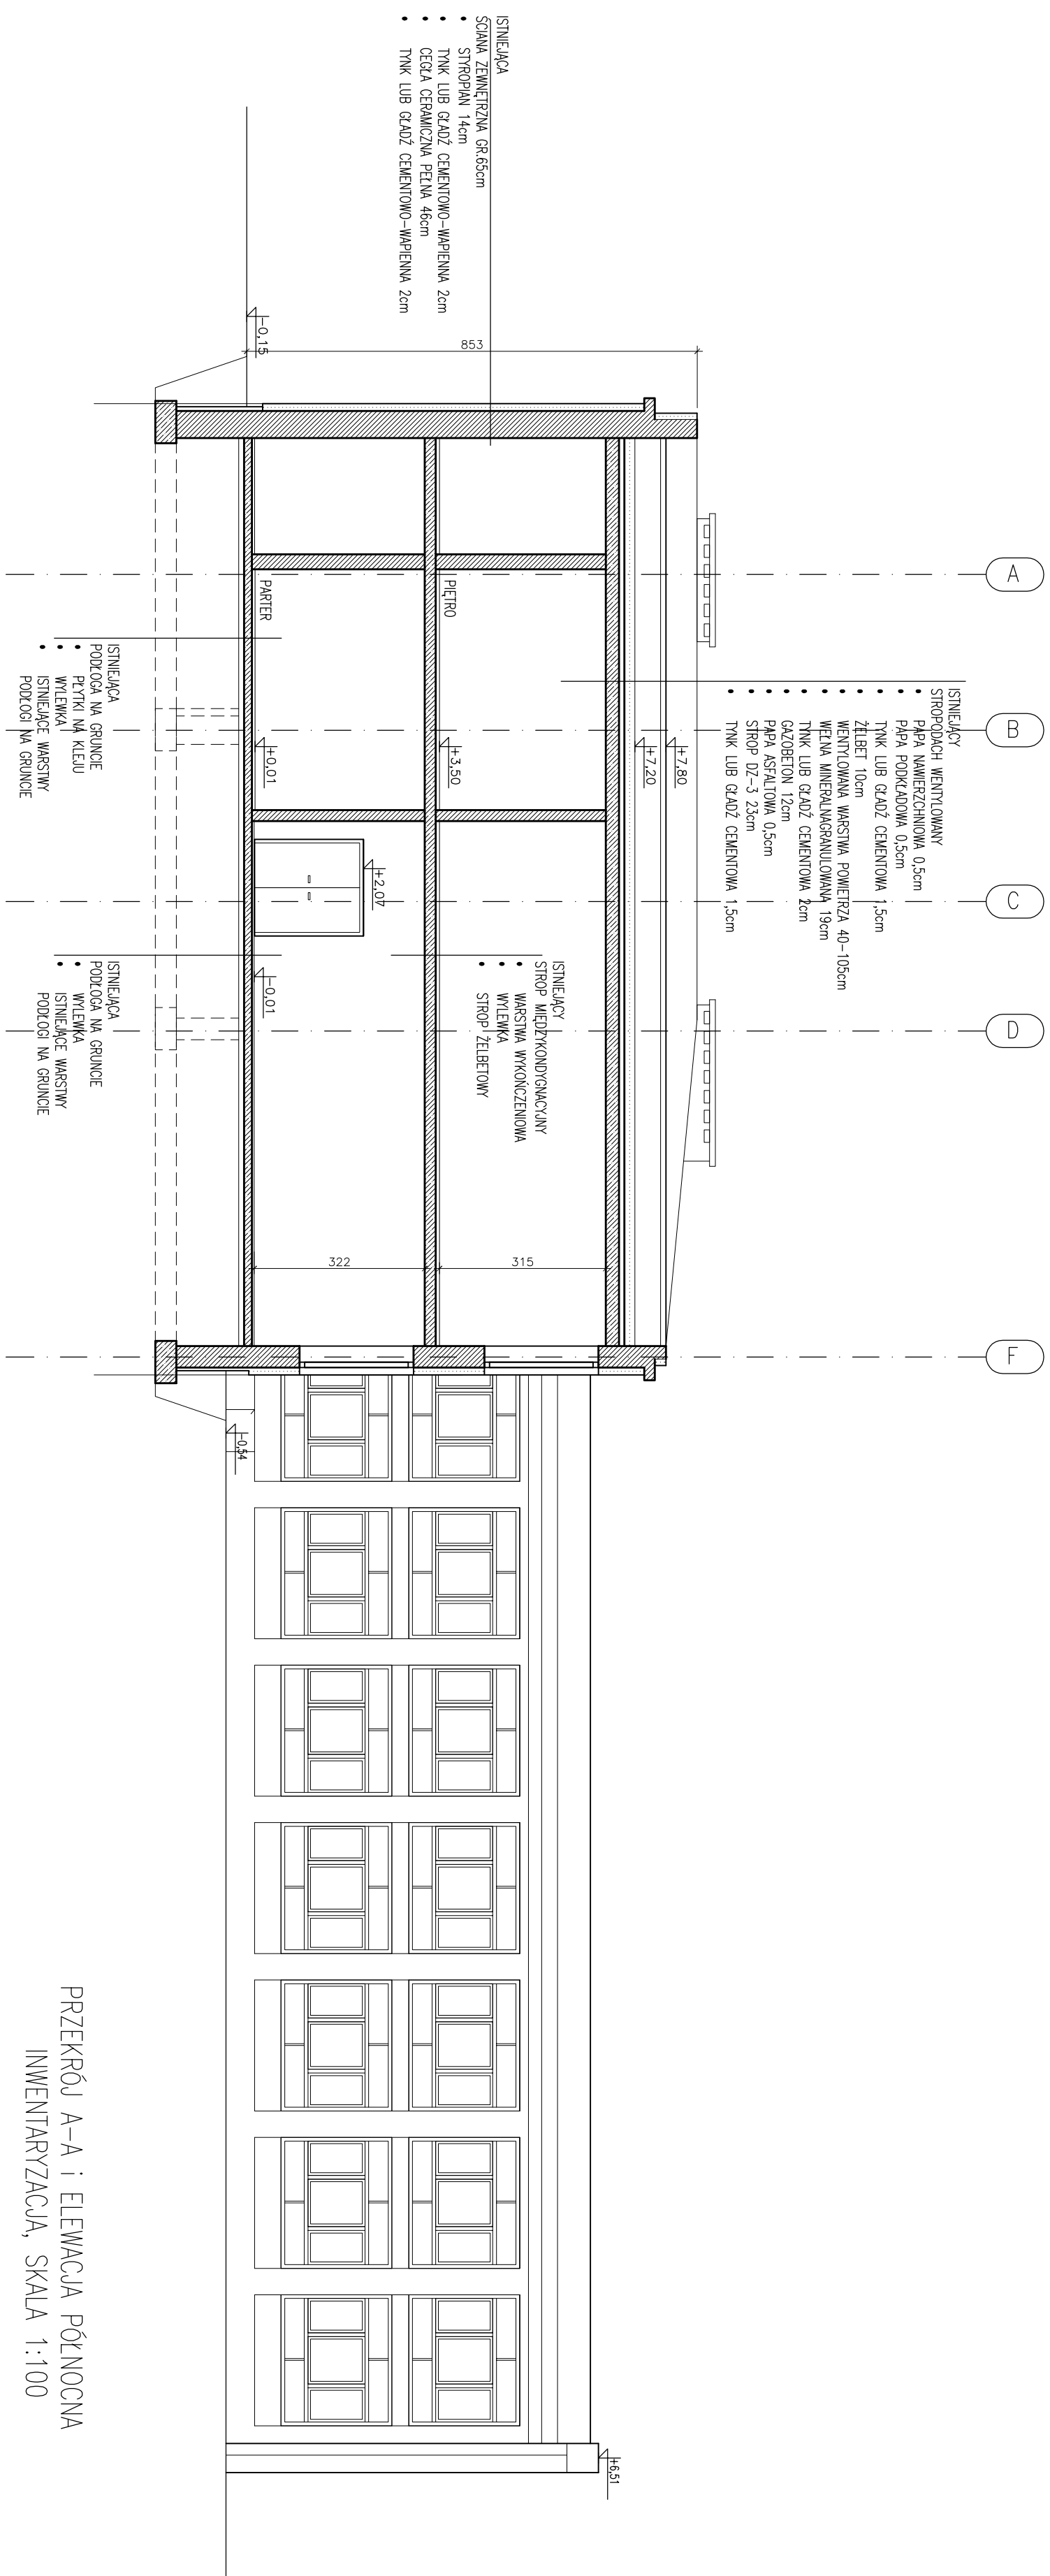 A
B
C
D
F
ISTNIEJĄCY
STROPODACH WENTYLOWANY
• PAPA NAWIERZCHNIOWA 0,5cm
• PAPA PODKŁADOWA 0,5cm
• TYNK LUB GŁADŹ CEMENTOWA 1,5cm
• ŻELBET 10cm
• WENTYLOWANA WARSTWA POWIETRZA 40-105cm
• WEŁNA MINERALNAGRANULOWANA 19cm
• TYNK LUB GŁADŹ CEMENTOWA 2cm
• GAZOBETON 12cm
• PAPA ASFALTOWA 0,5cm
• STROP DZ-3 23cm
• TYNK LUB GŁADŹ CEMENTOWA 1,5cm
+7,80
+7,20
+6,51
ISTNIEJĄCA
ŚCIANA ZEWNĘTRZNA GR.65cm
• STYROPIAN 14cm
• TYNK LUB GŁADŹ CEMENTOWO-WAPIENNA 2cm
• CEGŁA CERAMICZNA PEŁNA 46cm
• TYNK LUB GŁADŹ CEMENTOWO-WAPIENNA 2cm
853
ISTNIEJĄCY
STROP MIĘDZYKONDYGNACYJNY
• WARSTWA WYKOŃCZENIOWA
• WYLEWKA
• STROP ŻELBETOWY
315
PIĘTRO
+3,50
+2,07
322
PARTER
+0,01
-0,01
-0,15
-0,54
ISTNIEJĄCA
PODŁOGA NA GRUNCIE
• PŁYTKI NA KLEJU
• WYLEWKA
• ISTNIEJĄCE WARSTWY
PODŁOGI NA GRUNCIE
ISTNIEJĄCA
PODŁOGA NA GRUNCIE
• WYLEWKA
• ISTNIEJĄCE WARSTWY
PODŁOGI NA GRUNCIE
PRZEKRÓJ A-A i ELEWACJA PÓŁNOCNA
INWENTARYZACJA, SKALA 1:100